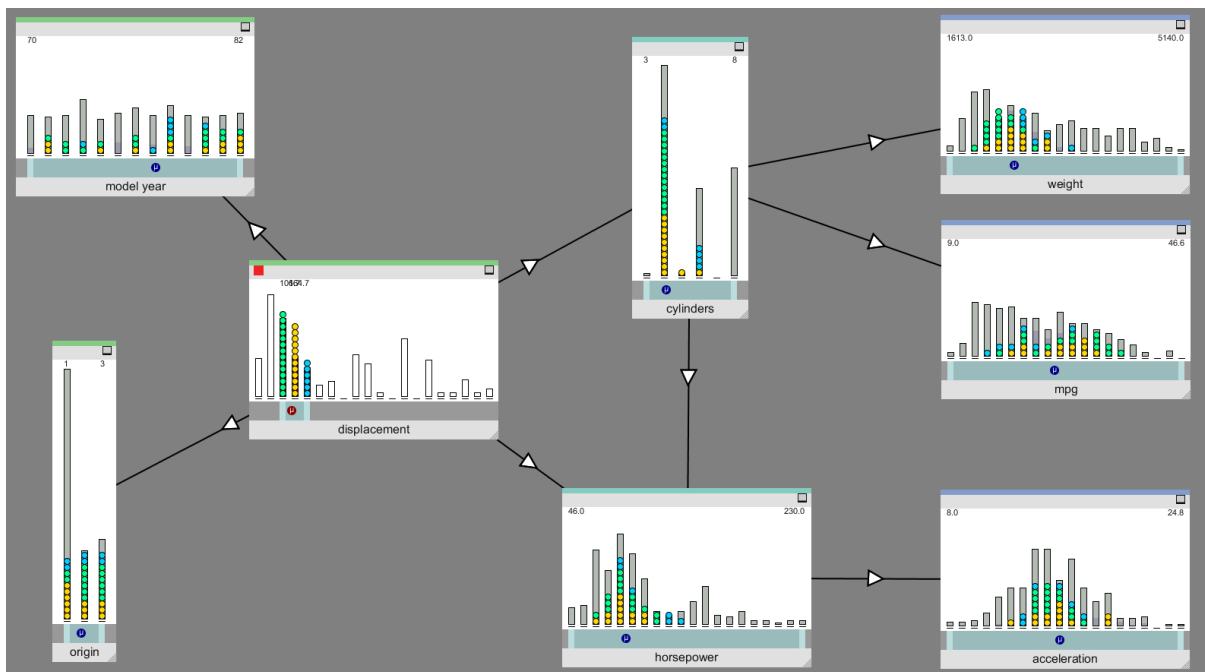 70 82
μ
model year
3 8
μ
cylinders
1613.0 5140.0
μ
weight
9.0 46.6
μ
mpg
μ
displacement
1 3
μ
origin
46.0 230.0
μ
horsepower
8.0 24.8
μ
acceleration